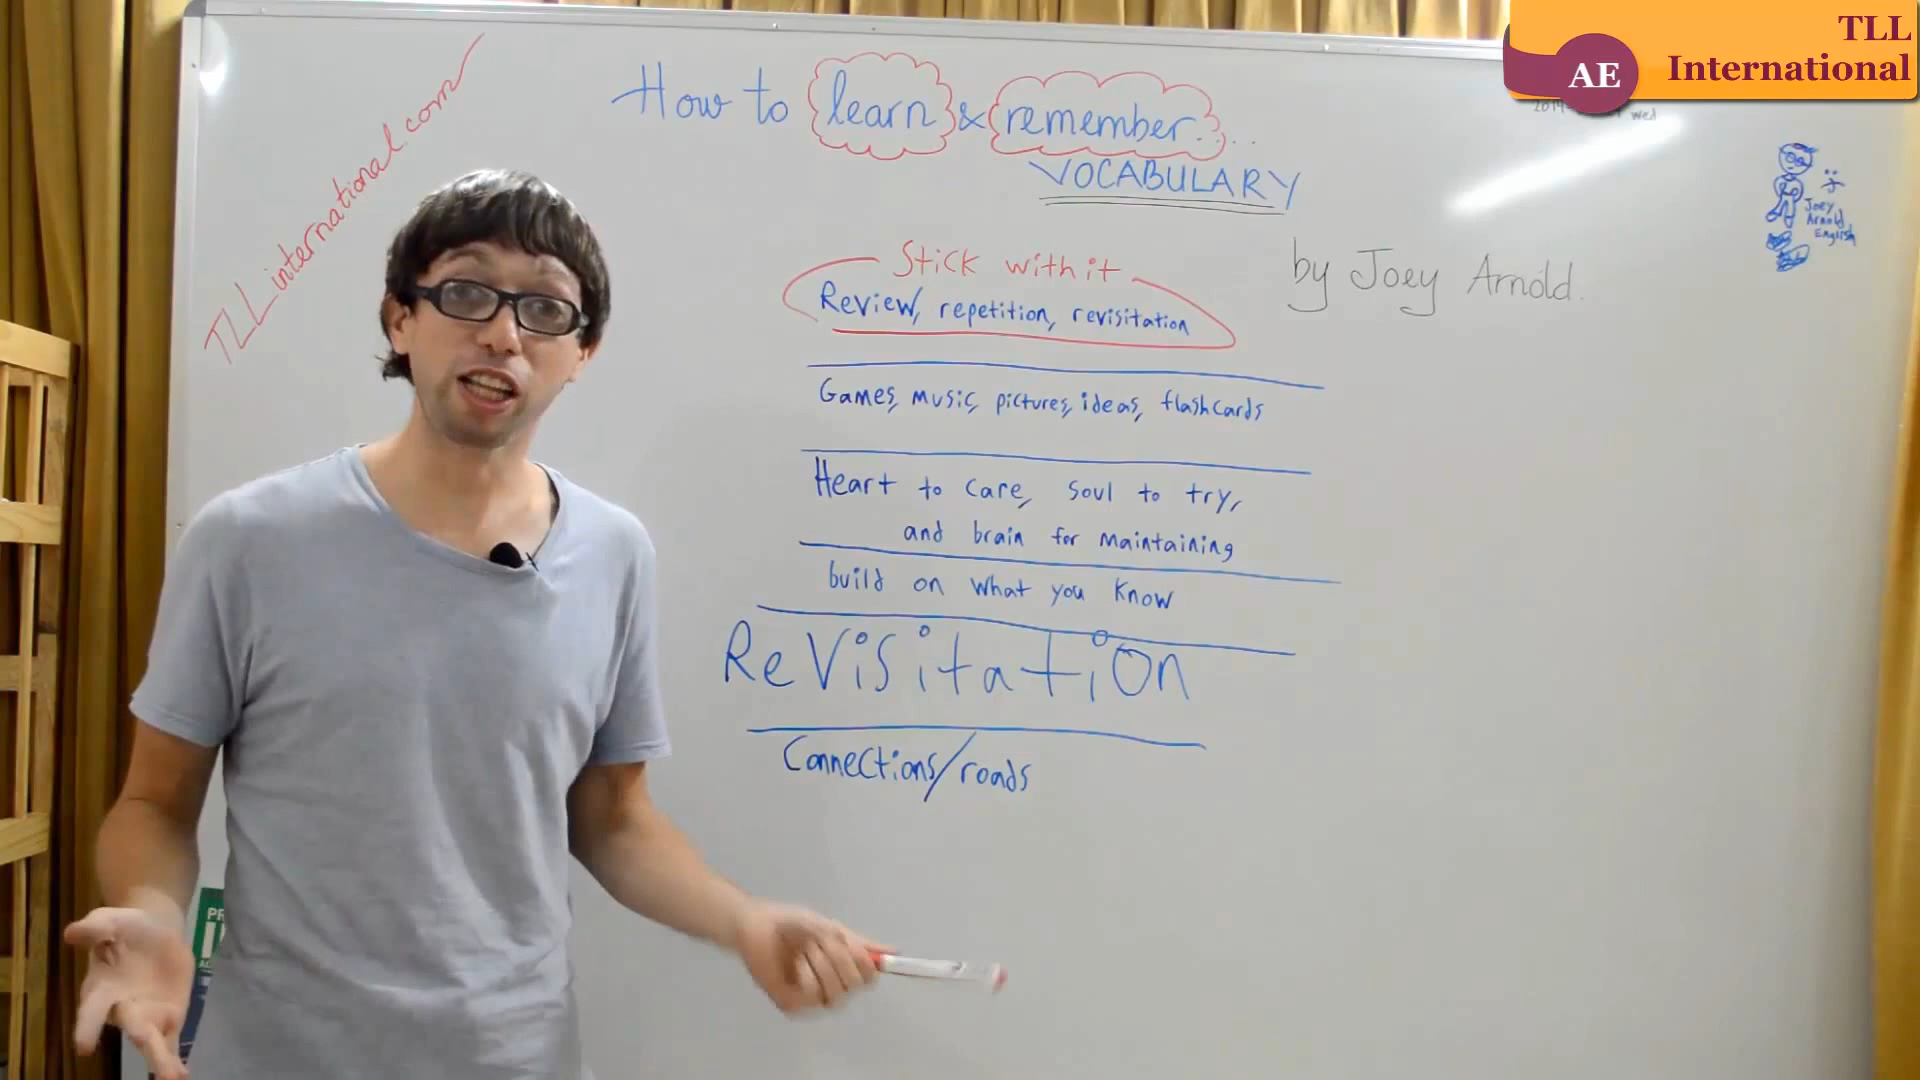 TLL
International
AE
TLL international.com
How to learn & remember....
VOCABULARY
by Joey Arnold.
Joey
Arnold
English
Stick with it
Review, repetition, revisitation
Games, music, pictures, ideas, flashcards
Heart to care, soul to try,
and brain for maintaining
build on what you know
Revisitation
Connections/roads